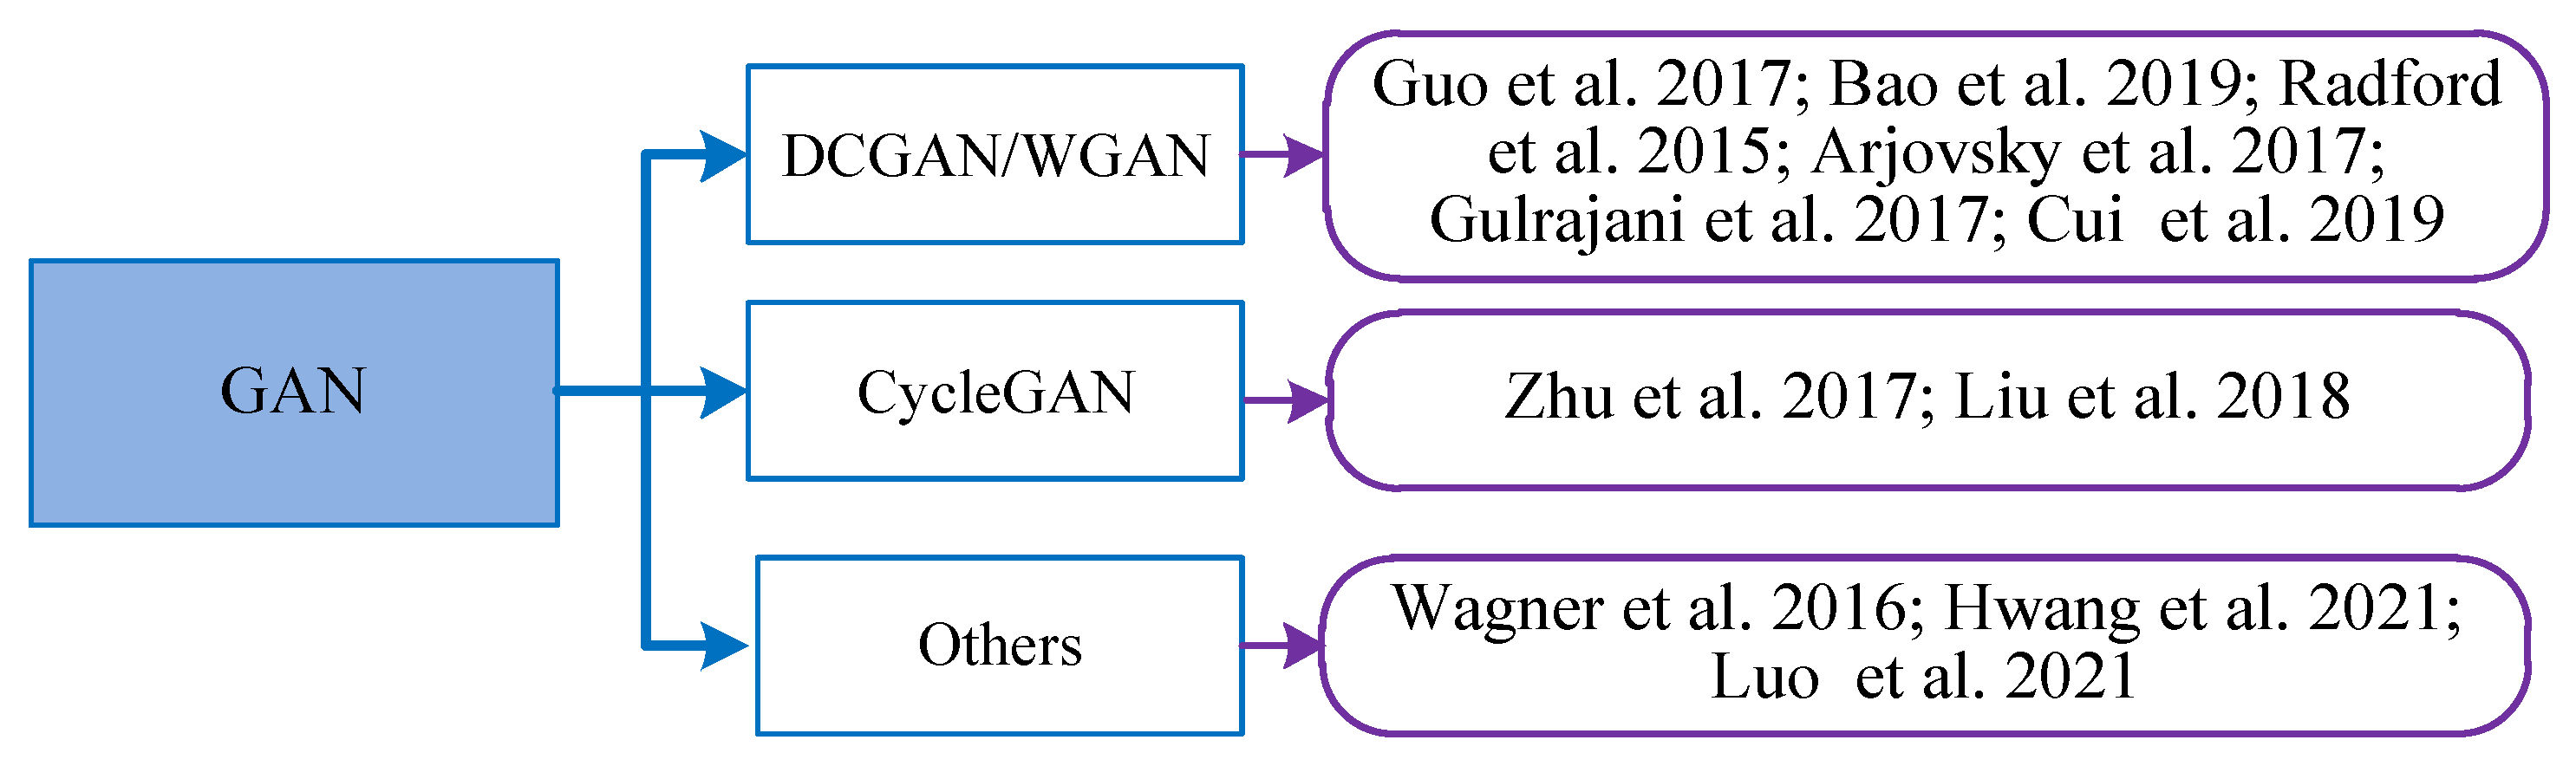 GAN
DCGAN/WGAN
Guo et al. 2017; Bao et al. 2019; Radford
et al. 2015; Arjovsky et al. 2017;
Gulrajani et al. 2017; Cui et al. 2019
CycleGAN
Zhu et al. 2017; Liu et al. 2018
Others
Wagner et al. 2016; Hwang et al. 2021;
Luo et al. 2021